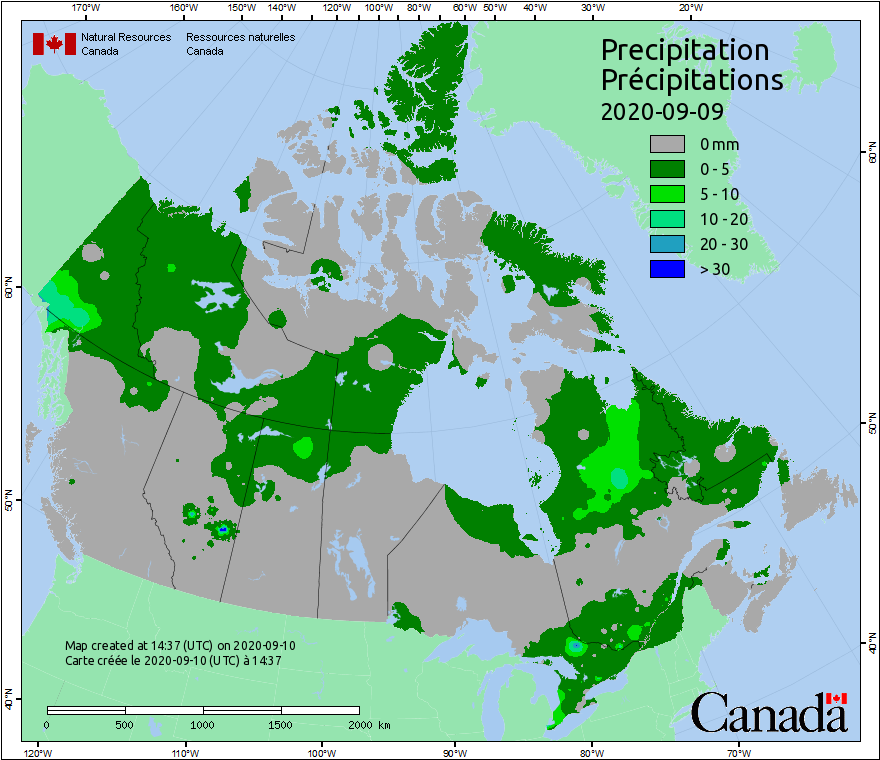 170°W 160°W 150°W 140°W 130°W 120°W 110°W 100°W 90°W 80°W 70°W 60°W 50°W 40°W 30°W 20°W
Natural Resources Canada
Ressources naturelles Canada
Precipitation
Précipitations
2020-09-09
0 mm
0 - 5
5 - 10
10 - 20
20 - 30
> 30
60°N
50°N
40°N
60°N
50°N
40°N
Map created at 14:37 (UTC) on 2020-09-10
Carte créée le 2020-09-10 (UTC) à 14:37
0 500 1000 1500 2000 km
Canada
120°W 110°W 100°W 90°W 80°W 70°W